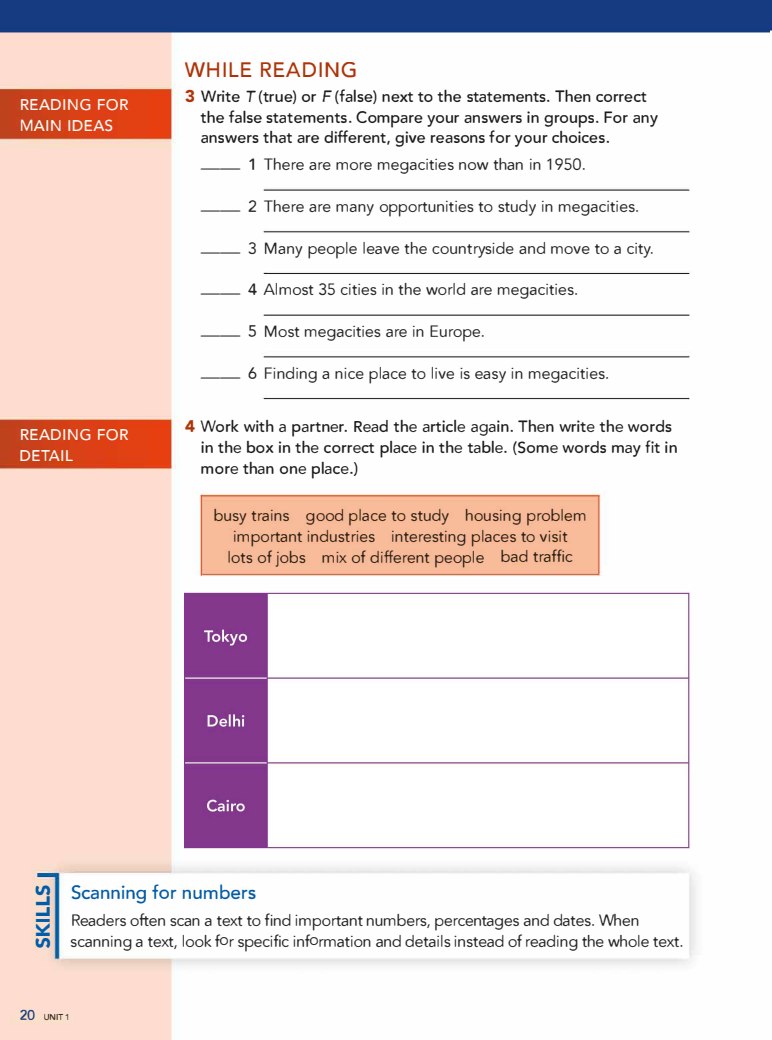 WHILE READING
READING FOR
MAIN IDEAS
3 Write T (true) or F (false) next to the statements. Then correct
the false statements. Compare your answers in groups. For any
answers that are different, give reasons for your choices.
1 There are more megacities now than in 1950.
2 There are many opportunities to study in megacities.
3 Many people leave the countryside and move to a city.
4 Almost 35 cities in the world are megacities.
5 Most megacities are in Europe.
6 Finding a nice place to live is easy in megacities.
READING FOR
DETAIL
4 Work with a partner. Read the article again. Then write the words
in the box in the correct place in the table. (Some words may fit in
more than one place.)
busy trains good place to study housing problem
important industries interesting places to visit
lots of jobs mix of different people bad traffic
Tokyo
Delhi
Cairo
SKILLS
Scanning for numbers
Readers often scan a text to find important numbers, percentages and dates. When
scanning a text, look for specific information and details instead of reading the whole text.
20 UNIT 1